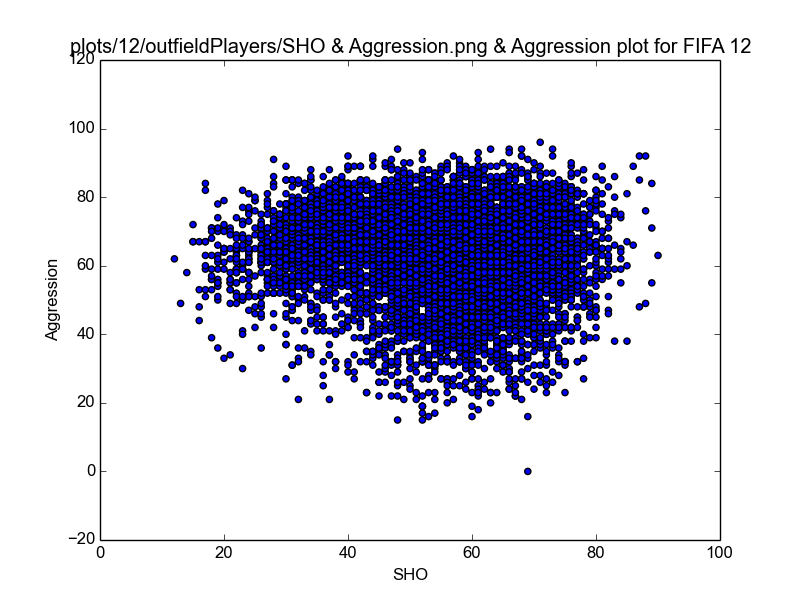 plots/12/outfieldPlayers/SHO & Aggression.png & Aggression plot for FIFA 12
120
100
80
60
40
20
0
−20
Aggression
0 20 40 60 80 100
SHO